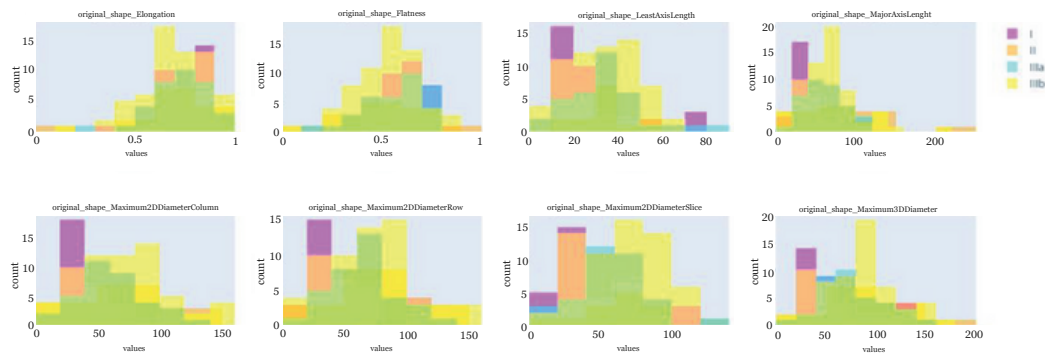 original_shape_Elongation
15
10
5
0
count
0
0.5
1
values
original_shape_Flatness
15
10
5
0
count
0
0.5
1
values
original_shape_LeastAxisLength
15
10
5
0
count
20
40
60
80
values
original_shape_MajorAxisLenght
20
15
10
5
0
count
0
100
200
values
I
II
IIIa
IIIb
original_shape_Maximum2DDiameterColumn
15
10
5
0
count
50
100
150
values
original_shape_Maximum2DDiameterRow
15
10
5
0
count
0
50
100
150
values
original_shape_Maximum2DDiameterSlice
15
10
5
0
count
50
100
values
original_shape_Maximum3DDiameter
20
15
10
5
0
count
0
50
100
150
200
values